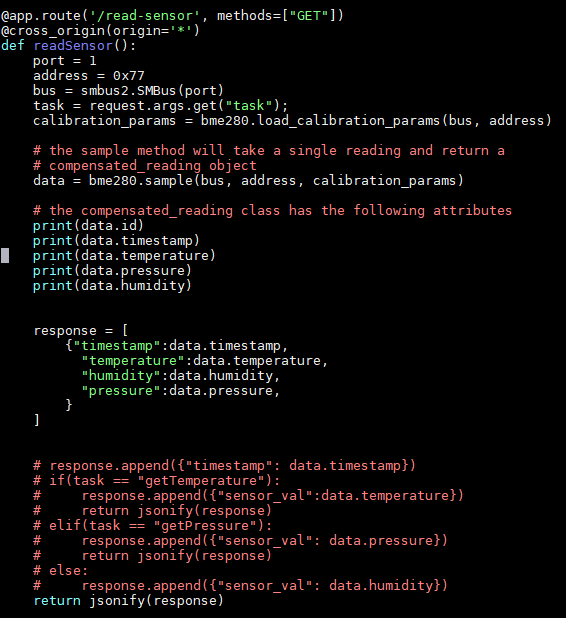 @app.route('/read-sensor', methods=["GET"])
@cross_origin(origin='*')
def readSensor():
    port = 1
    address = 0x77
    bus = smbus2.SMBus(port)
    task = request.args.get("task");
    calibration_params = bme280.load_calibration_params(bus, address)

    # the sample method will take a single reading and return a
    # compensated_reading object
    data = bme280.sample(bus, address, calibration_params)

    # the compensated_reading class has the following attributes
    print(data.id)
    print(data.timestamp)
    print(data.temperature)
    print(data.pressure)
    print(data.humidity)


    response = [
        {"timestamp":data.timestamp,
          "temperature":data.temperature,
          "humidity":data.humidity,
          "pressure":data.pressure,
        }
    ]


    # response.append({"timestamp": data.timestamp})
    # if(task == "getTemperature"):
    #     response.append({"sensor_val":data.temperature})
    #     return jsonify(response)
    # elif(task == "getPressure"):
    #     response.append({"sensor_val": data.pressure})
    #     return jsonify(response)
    # else:
    #     response.append({"sensor_val": data.humidity})
    return jsonify(response)